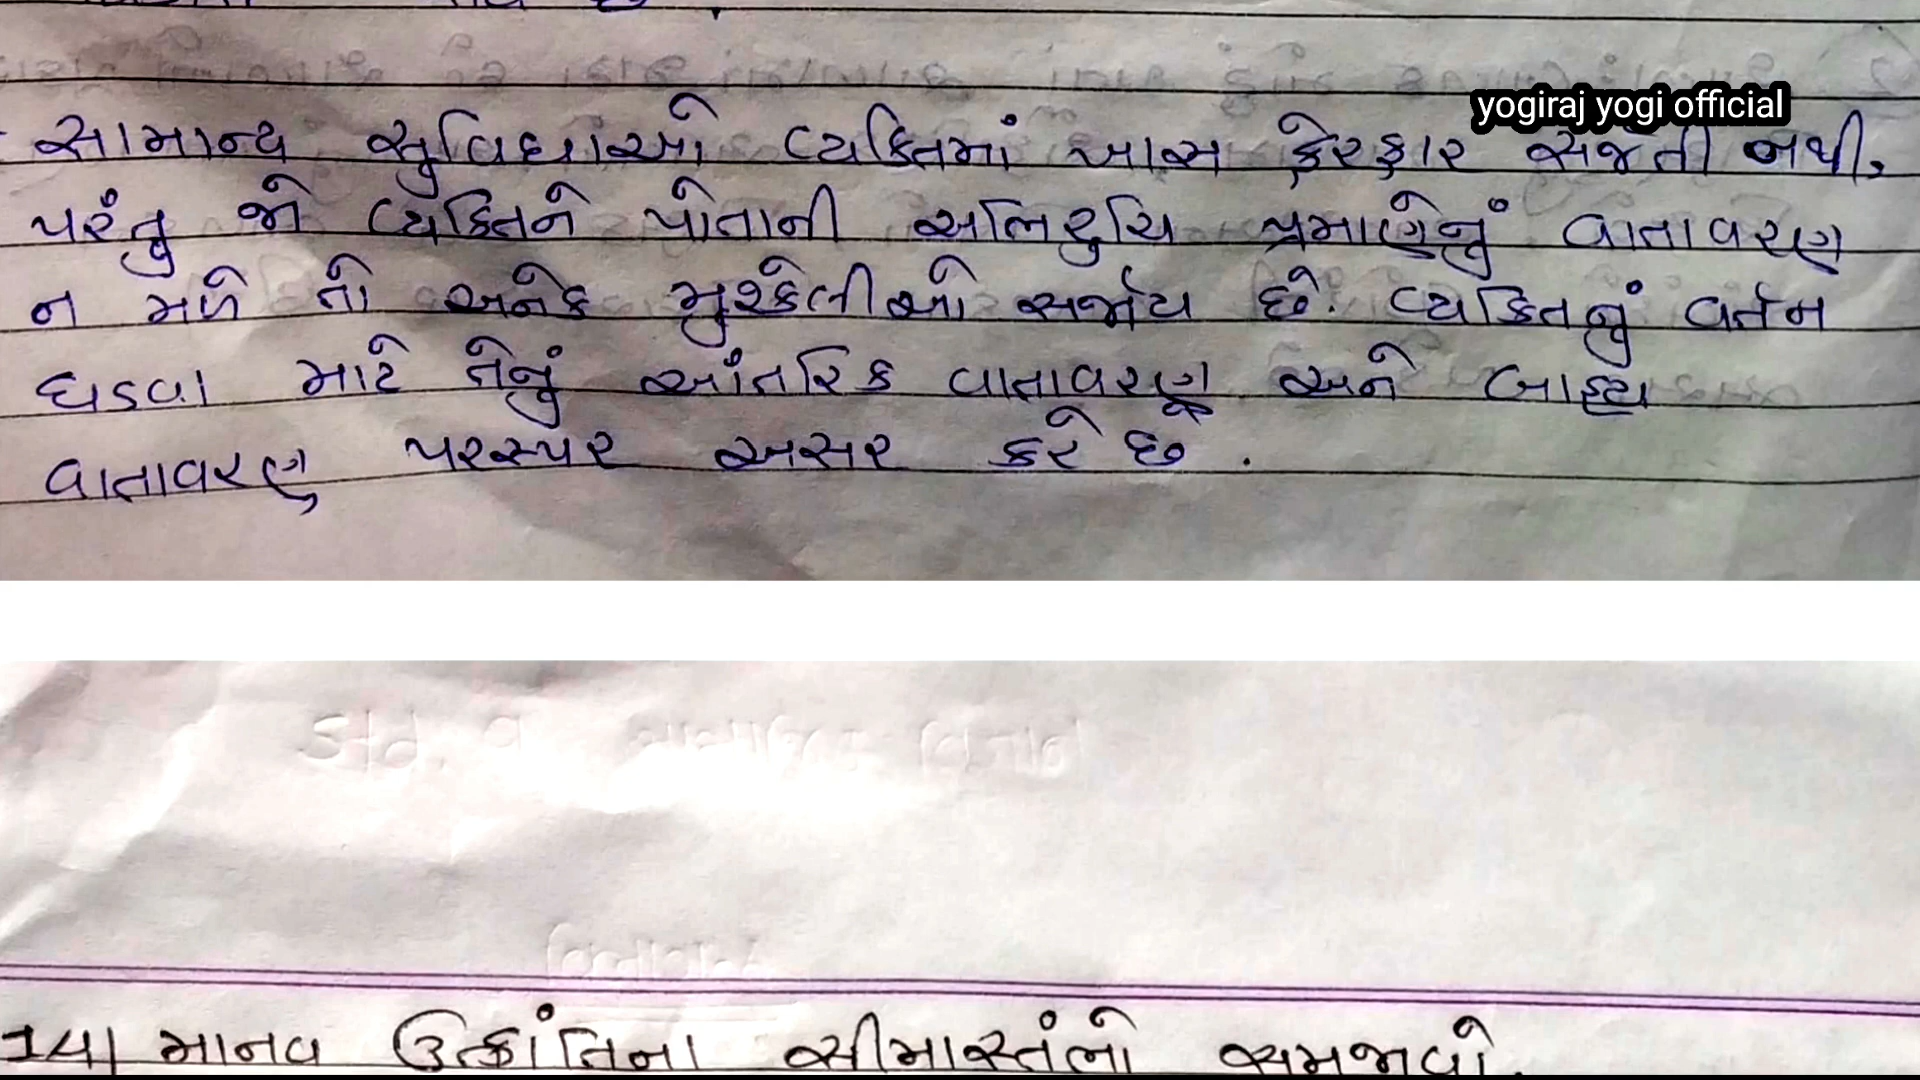 yogiraj yogi official
સામાન્ય સુવિધાઓ વ્યક્તિમાં ખાસ ફેરફાર સર્જતી નથી,
પરંતુ જો વ્યક્તિને પોતાની અભિરુચિ પ્રમાણેનું વાતાવરણ
ન મળે તો અનેક મુશ્કેલીઓ સર્જાય છે. વ્યક્તિનું વર્તન
ઘડવા માટે તેનું આંતરિક વાતાવરણ અને બાહ્ય
વાતાવરણ પરસ્પર અસર કરે છે.
14| માનવ ઉત્ક્રાંતિના સીમાસ્તંભો સમજાવો.